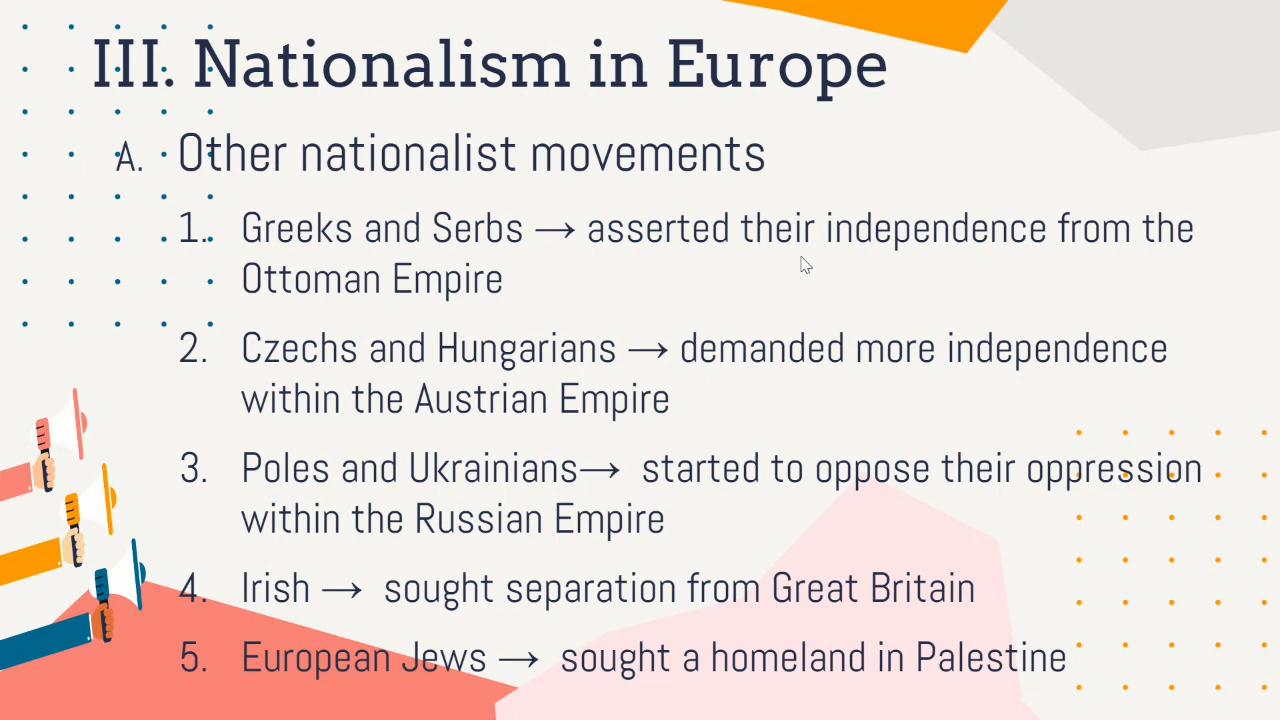 III. Nationalism in Europe
A. Other nationalist movements
1. Greeks and Serbs → asserted their independence from the
Ottoman Empire
2. Czechs and Hungarians → demanded more independence
within the Austrian Empire
3. Poles and Ukrainians→ started to oppose their oppression
within the Russian Empire
4. Irish → sought separation from Great Britain
5. European Jews → sought a homeland in Palestine